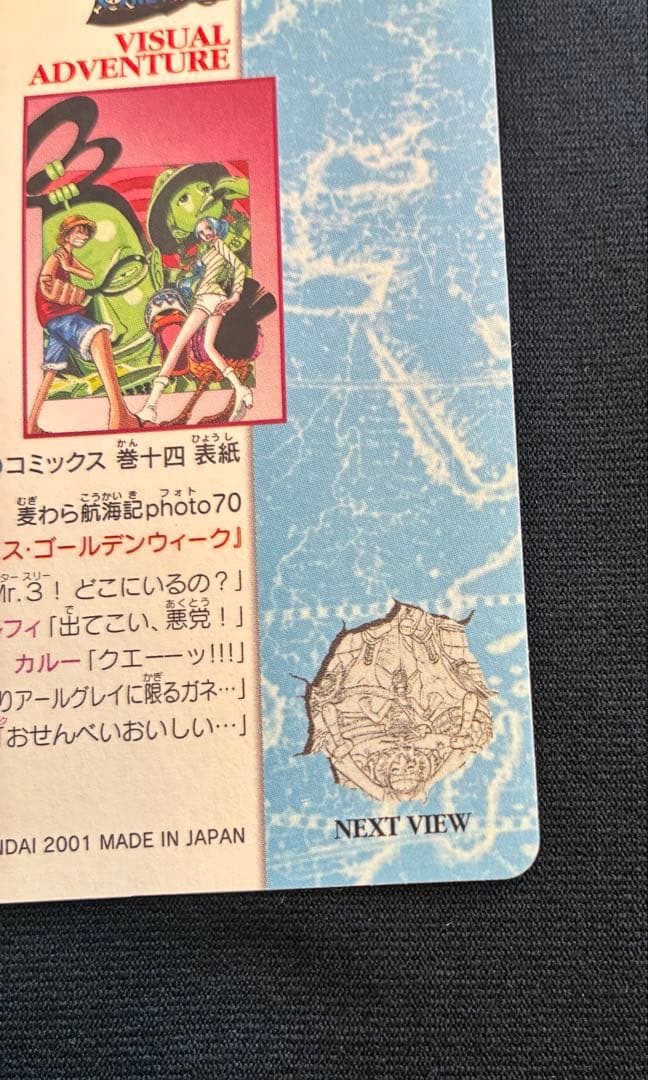 VISUAL
ADVENTURE
コミックス 巻十四 表紙
麦わら航海記photo70
ス・ゴールデンウィーク』
Mr.3！どこにいるの？」
フィ「出てこい、悪党！」
カルー「クエーーッ!!!」
りアールグレイに限るガネ…」
「おせんべいおいしい…」
NDAI 2001 MADE IN JAPAN
NEXT VIEW